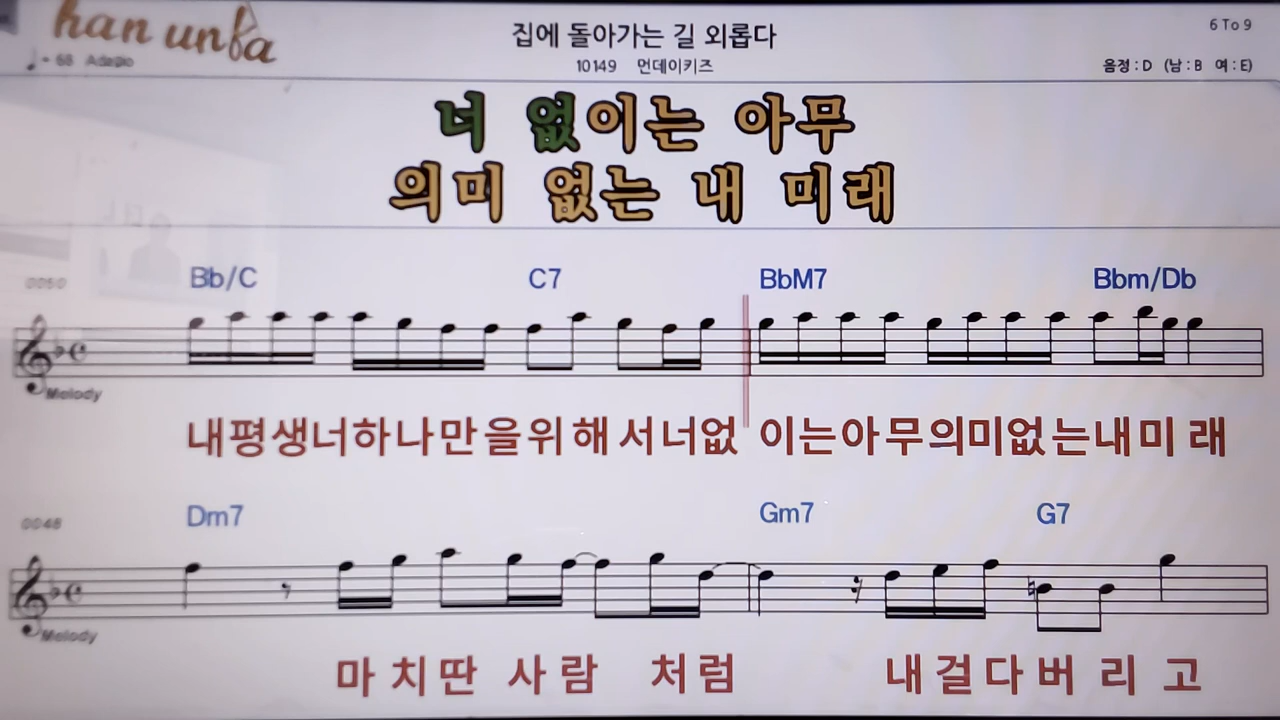 han unfa
집에 돌아가는 길 외롭다
6 To 9
♩= 68 Adagio
10149 먼데이키즈
음정 : D (남 : B 여 : E)
너 없이는 아무
의미 없는 내 미래
0050
Bb/C C7 BbM7 Bbm/Db
Melody
내평생너하나만을위해서너없 이는아무의미없는내미래
0048
Dm7 Gm7 G7
Melody
마치딴 사람 처럼 내걸다버리고